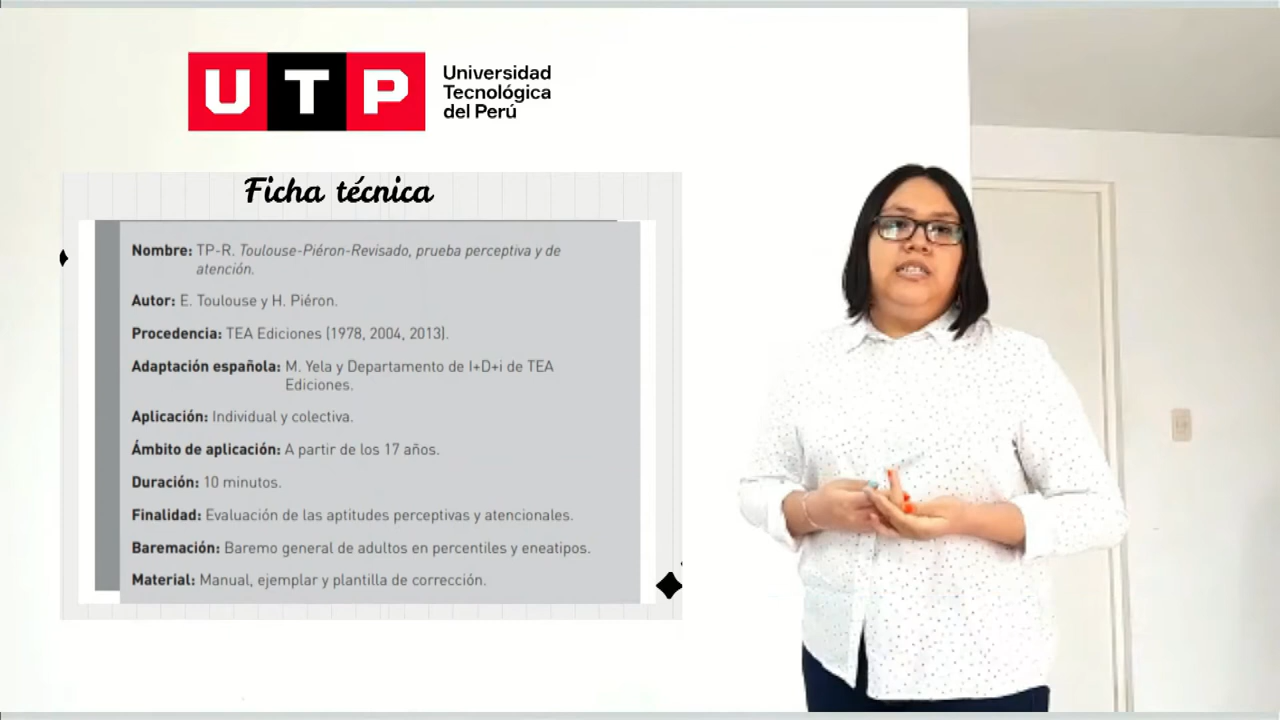 UTP
Universidad
Tecnológica
del Perú
Ficha técnica
Nombre: TP-R. Toulouse-Piéron-Revisado, prueba perceptiva y de
atención.
Autor: E. Toulouse y H. Piéron.
Procedencia: TEA Ediciones (1978, 2004, 2013).
Adaptación española: M. Yela y Departamento de I+D+i de TEA
Ediciones.
Aplicación: Individual y colectiva.
Ámbito de aplicación: A partir de los 17 años.
Duración: 10 minutos.
Finalidad: Evaluación de las aptitudes perceptivas y atencionales.
Baremación: Baremo general de adultos en percentiles y eneatipos.
Material: Manual, ejemplar y plantilla de corrección.